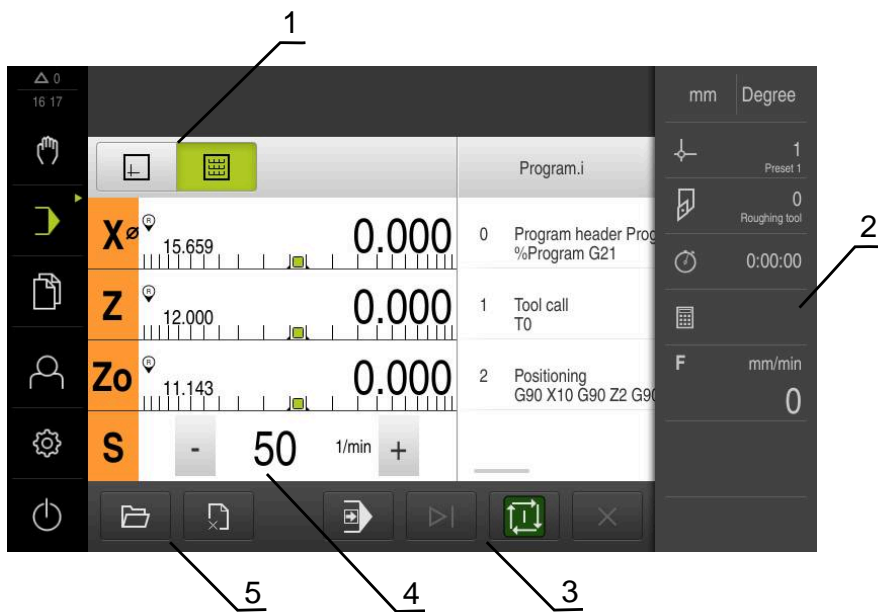 1
0
16 17
mm Degree
Program.i
1
Preset 1
X⌀ R 15.659 0.000
0 Program header Prog
%Program G21
0
Roughing tool
2
0:00:00
Z R 12.000 0.000
1 Tool call
T0
Zo R 11.143 0.000
2 Positioning
G90 X10 G90 Z2 G90
F mm/min
0
S - 50 1/min +
5
4
3